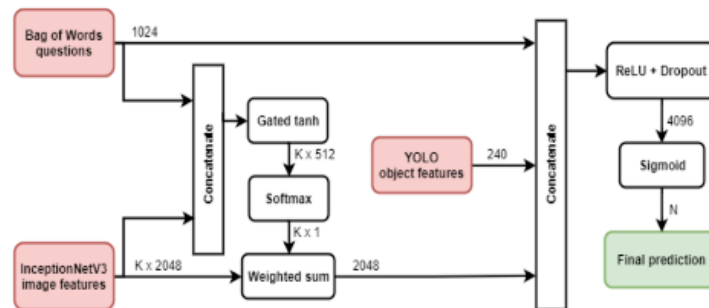 Bag of Words
questions
1024
Concatenate
Gated tanh
K x 512
Softmax
K x 1
Weighted sum
2048
InceptionNetV3
image features
K x 2048
YOLO
object features
240
Concatenate
ReLU + Dropout
4096
Sigmoid
N
Final prediction